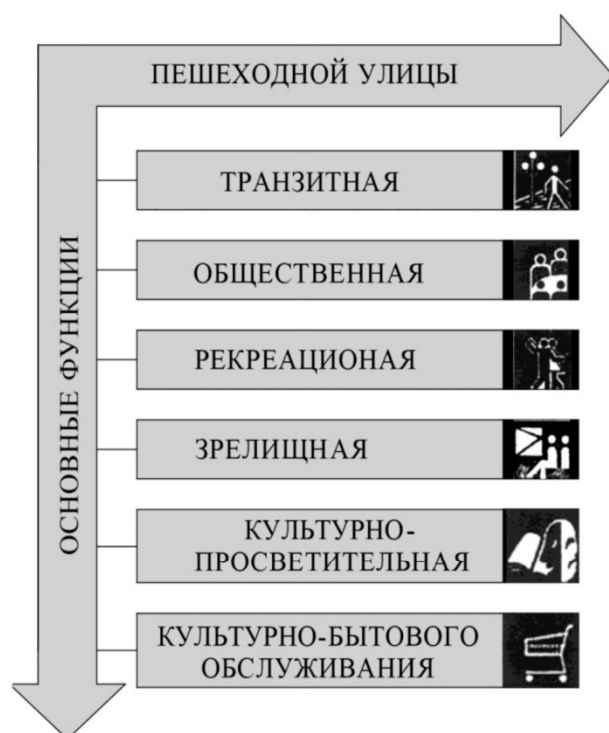 ПЕШЕХОДНОЙ УЛИЦЫ
ОСНОВНЫЕ ФУНКЦИИ
ТРАНЗИТНАЯ
ОБЩЕСТВЕННАЯ
РЕКРЕАЦИОНАЯ
ЗРЕЛИЩНАЯ
КУЛЬТУРНО-
ПРОСВЕТИТЕЛЬНАЯ
КУЛЬТУРНО-БЫТОВОГО
ОБСЛУЖИВАНИЯ